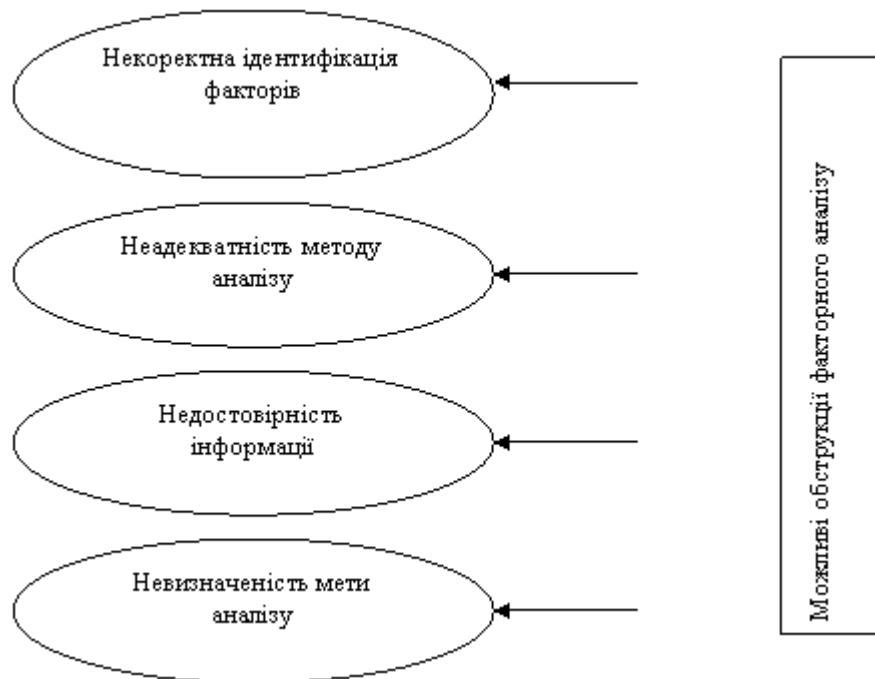 Некоректна ідентифікація
факторів
Неадекватність методу
аналізу
Недостовірність
інформації
Невизначеність мети
аналізу
Можливі обструкції факторного аналізу